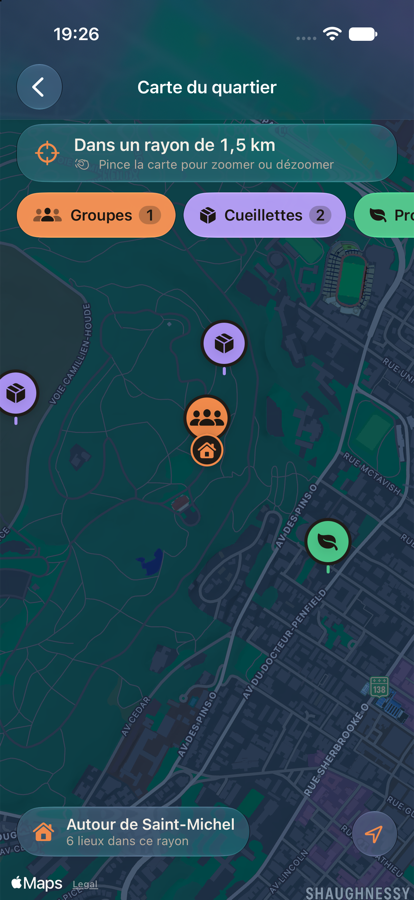 19:26
Carte du quartier
Dans un rayon de 1,5 km
Pince la carte pour zoomer ou dézoomer
Groupes 1
Cueillettes 2
Pro
VOIE CAMILLIEN-HOUDE
RUE UN
RUE MCTAVISH
AV. DES PINS O
AV. DU DOCTEUR-PENFIELD
138
AV. CEDAR
AV. DES PINS O
RUE SHERBROOKE O
Autour de Saint-Michel
6 lieux dans ce rayon
AV. LINCOLN
Maps
Legal
SHAUGHNESSY